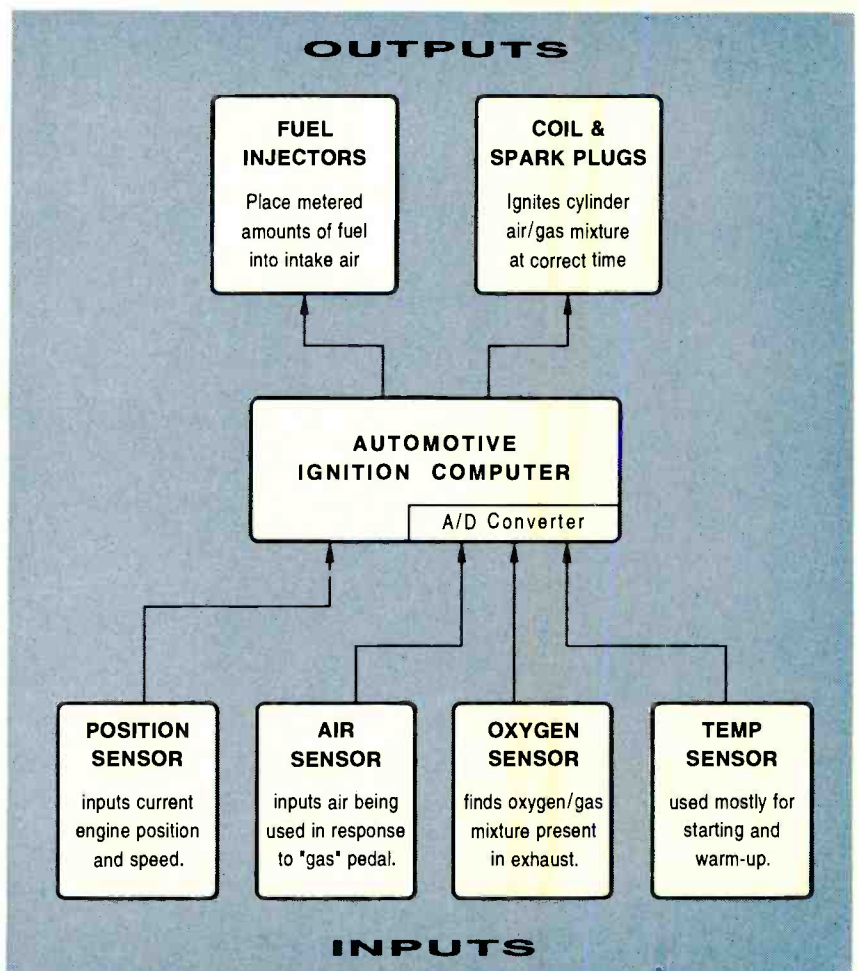 OUTPUTS
FUEL
INJECTORS
Place metered
amounts of fuel
into intake air
COIL &
SPARK PLUGS
Ignites cylinder
air/gas mixture
at correct time
AUTOMOTIVE
IGNITION COMPUTER
A/D Converter
POSITION
SENSOR
inputs current
engine position
and speed.
AIR
SENSOR
inputs air being
used in response
to "gas" pedal.
OXYGEN
SENSOR
finds oxygen/gas
mixture present
in exhaust.
TEMP
SENSOR
used mostly for
starting and
warm-up.
INPUTS